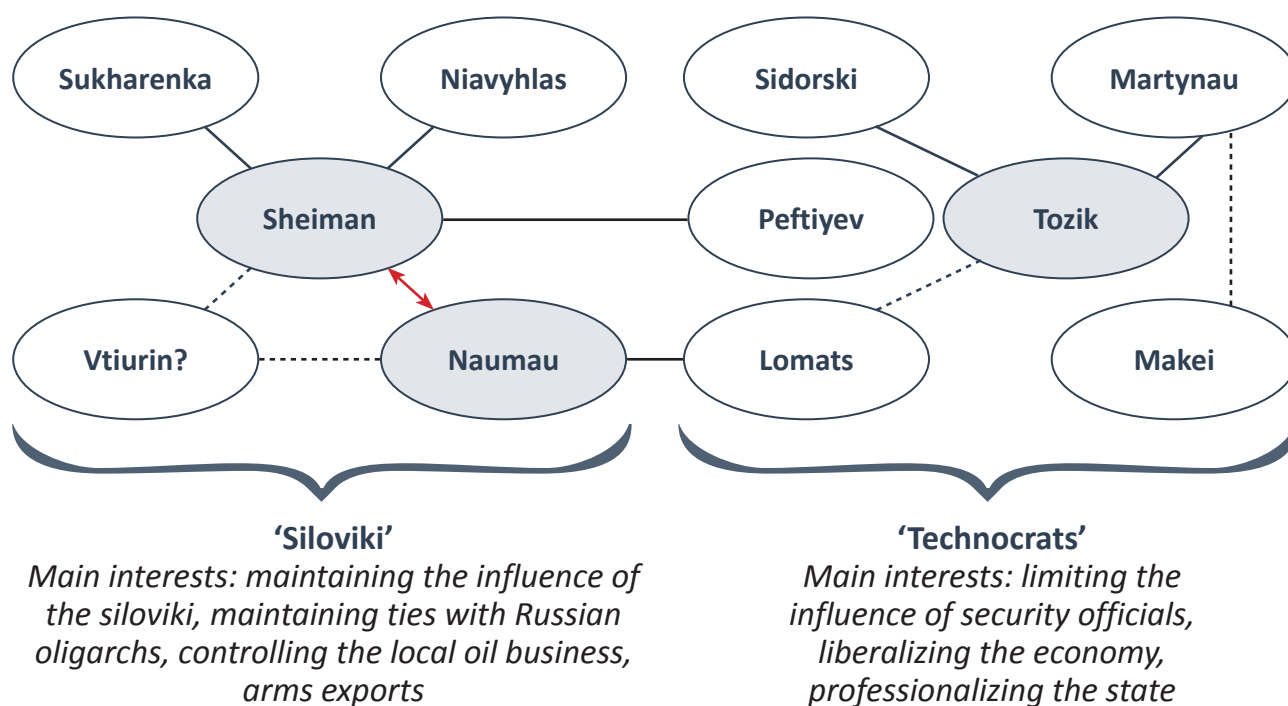 Sukharenka
Niavyhlas
Sidorski
Martynau
Sheiman
Peftiyev
Tozik
Vtiurin?
Naumau
Lomats
Makei
‘Siloviki’
Main interests: maintaining the influence of
the siloviki, maintaining ties with Russian
oligarchs, controlling the local oil business,
arms exports
‘Technocrats’
Main interests: limiting the
influence of security officials,
liberalizing the economy,
professionalizing the state